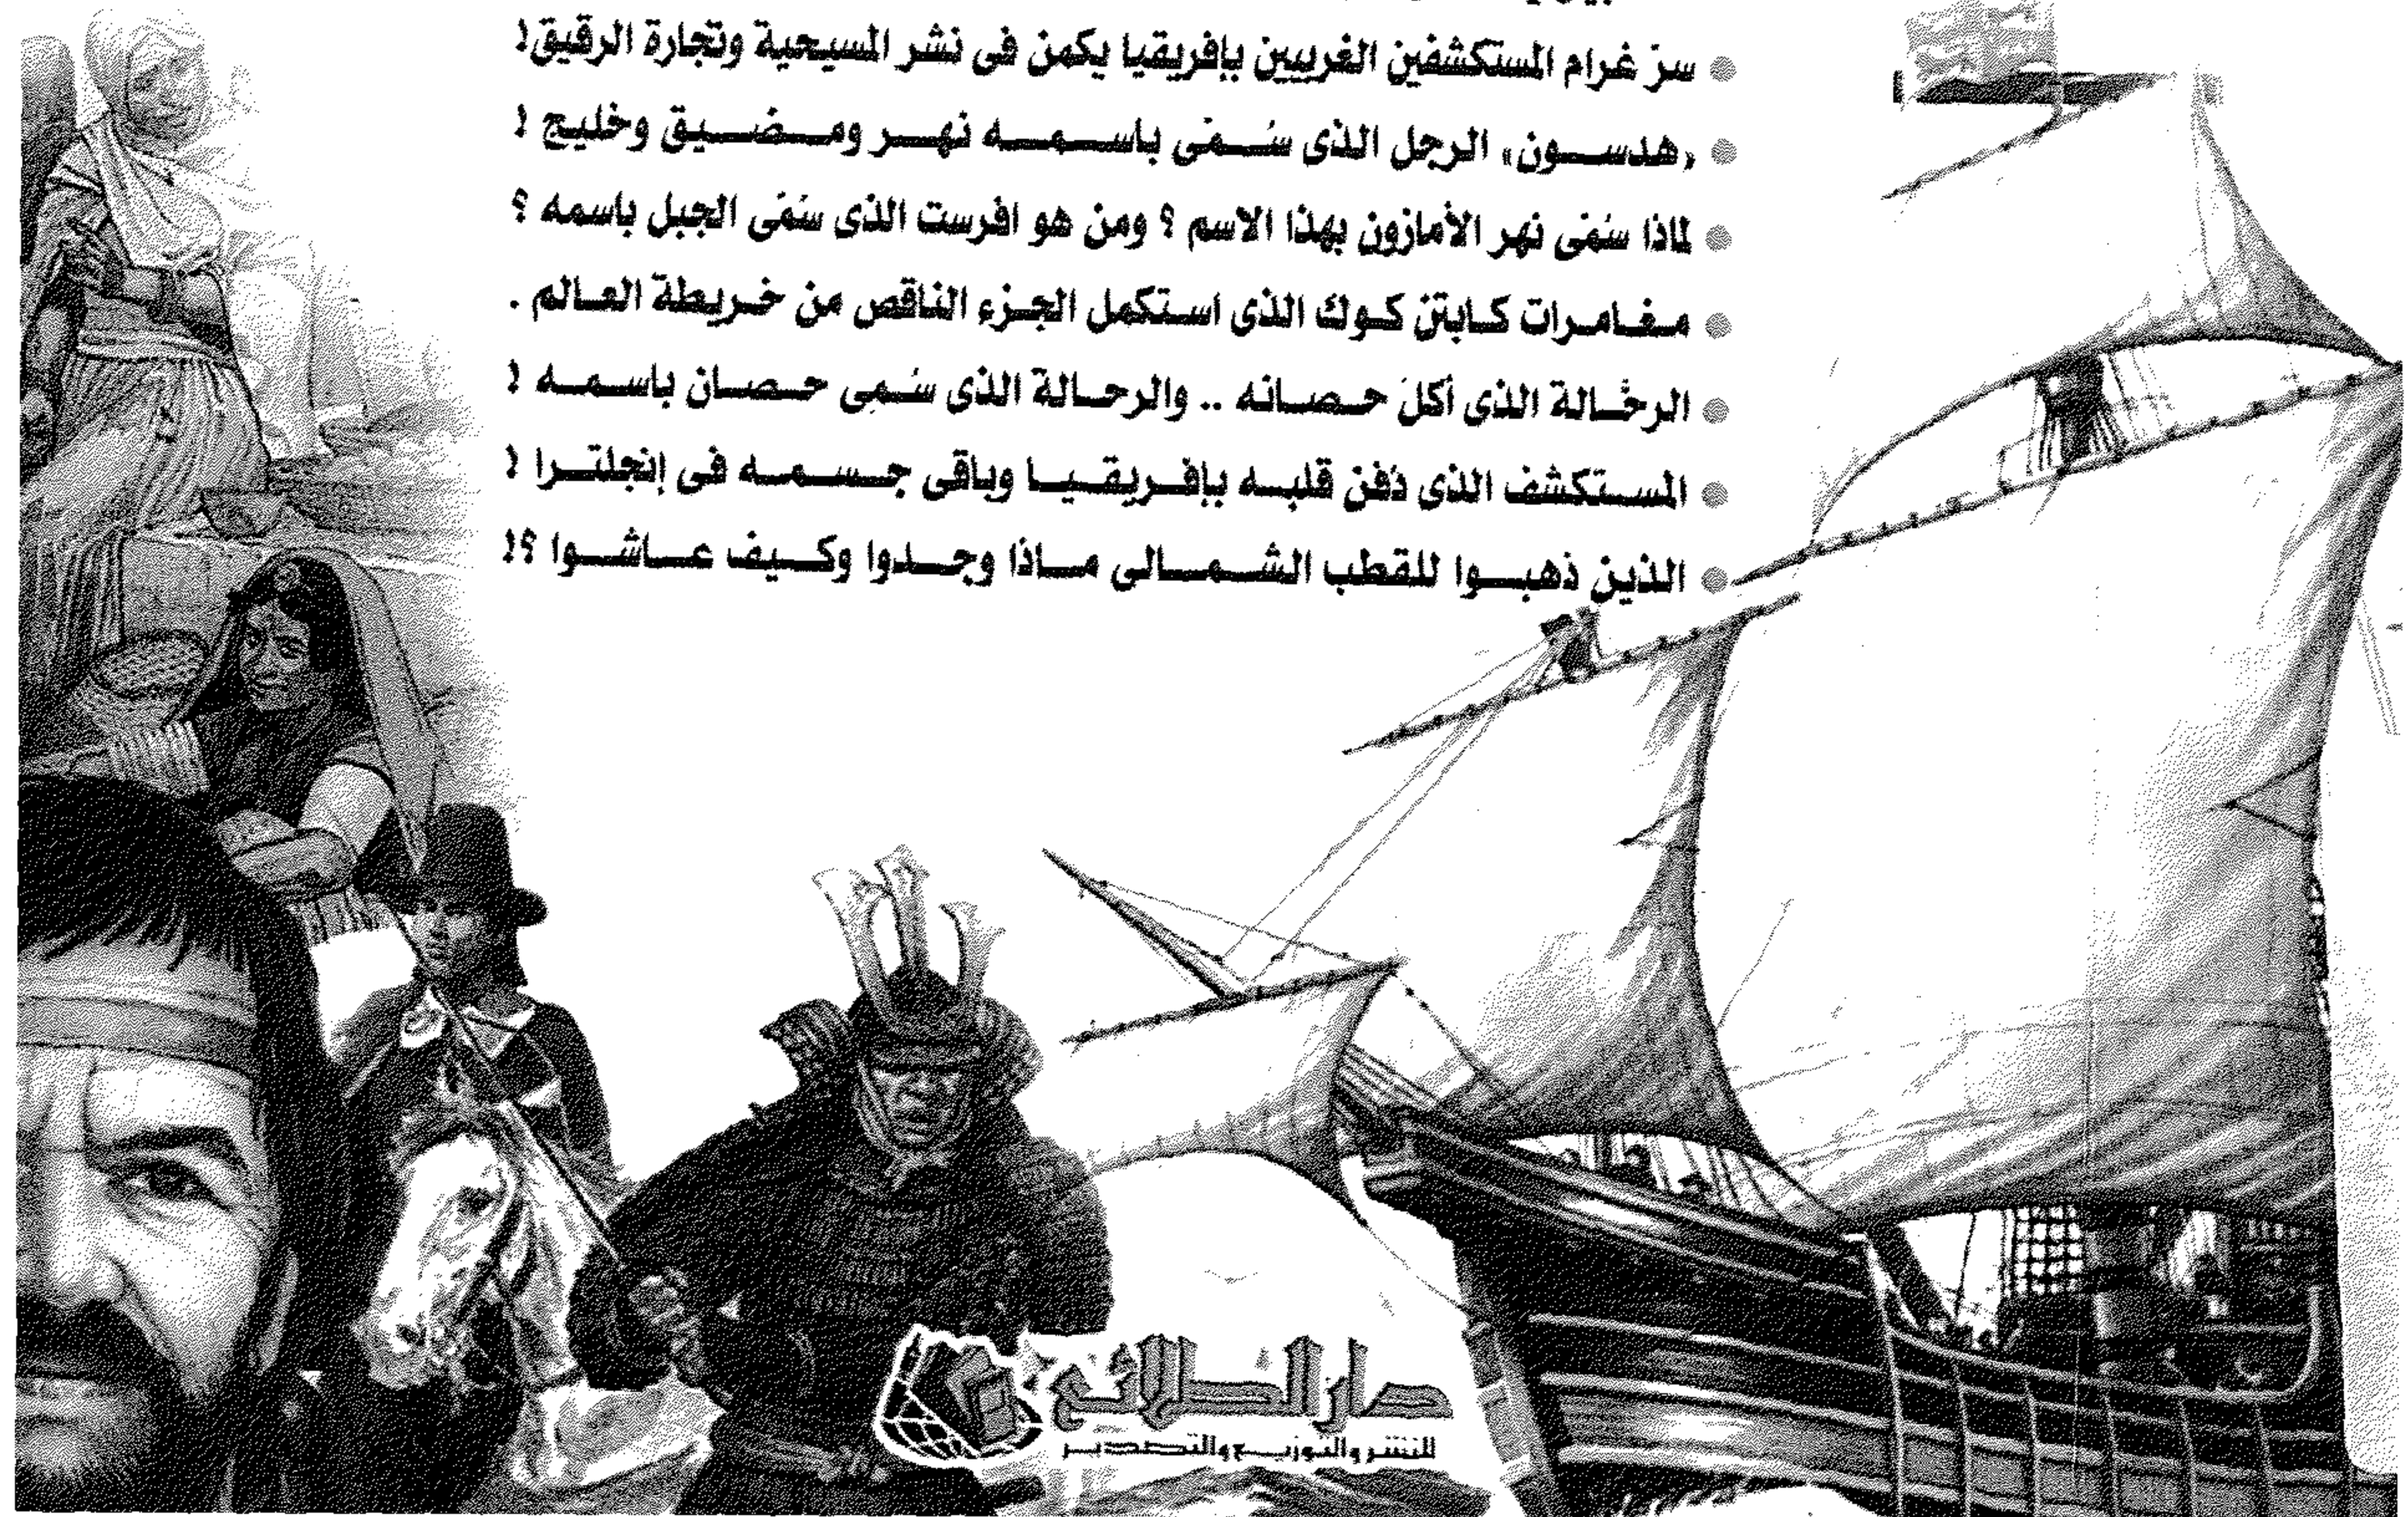 • سرّ غرام المستكشفين الغربيين بإفريقيا يكمن فى نشر المسيحية وتجارة الرقيق!
• «هدسون» الرجل الذى سُمّى باسمه نهر ومضيق وخليج !
• لماذا سُمّى نهر الأمازون بهذا الاسم ؟ ومن هو افرست الذى سُمّى الجبل باسمه ؟
• مغامرات كابتن كوك الذى استكمل الجزء الناقص من خريطة العالم .
• الرحَّالة الذى أكلَ حصانه .. والرحالة الذى سُمِى حصان باسمه !
• المستكشف الذى دُفنَ قلبه بإفريقيا وباقى جسمه فى إنجلترا !
• الذين ذهبوا للقطب الشمالى ماذا وجدوا وكيف عاشوا ؟!
دار الطلائع
للنشر والتوزيع والتصدير